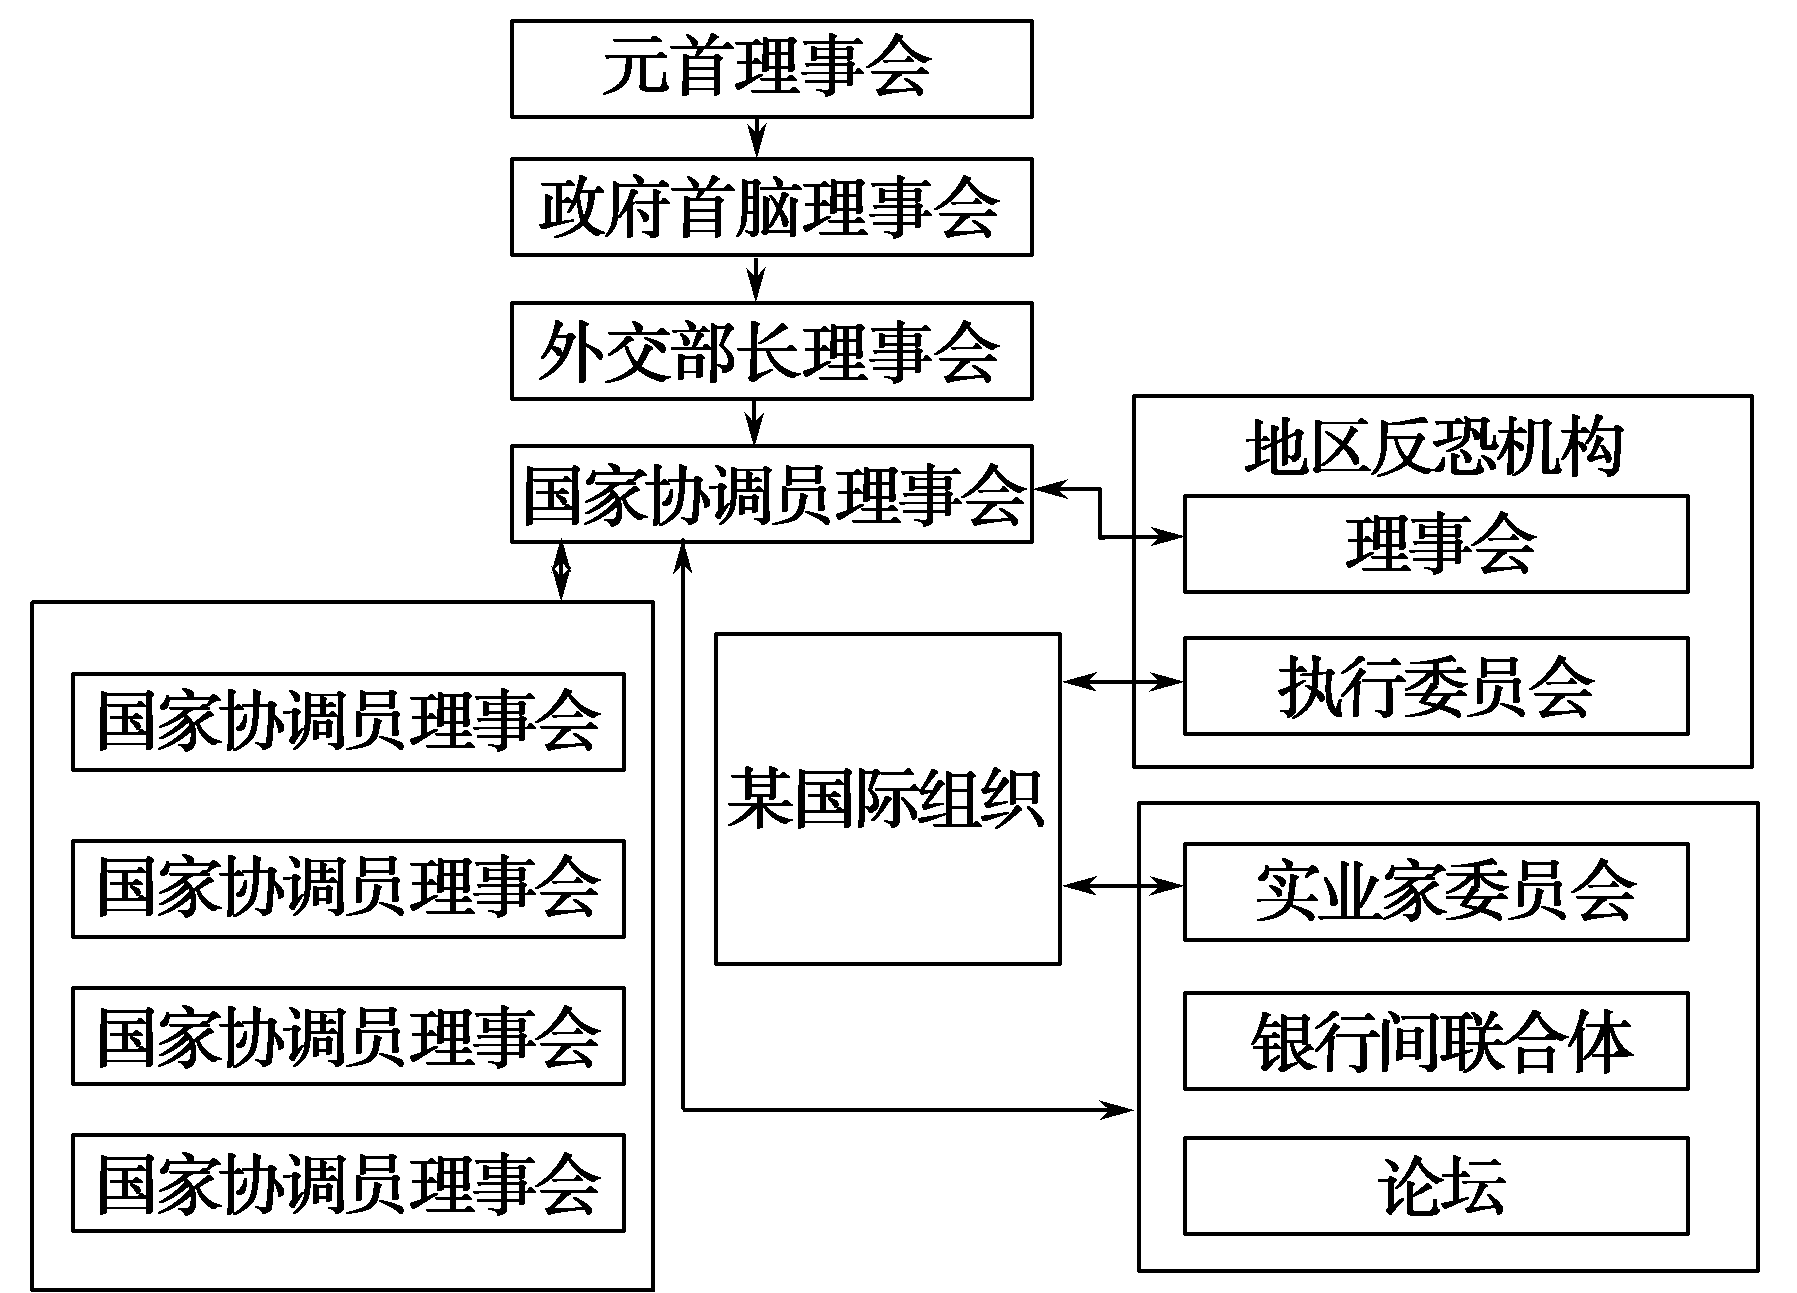 元首理事会
政府首脑理事会
外交部长理事会
国家协调员理事会
地区反恐机构
理事会
执行委员会
国家协调员理事会
国家协调员理事会
国家协调员理事会
国家协调员理事会
某国际组织
实业家委员会
银行间联合体
论坛